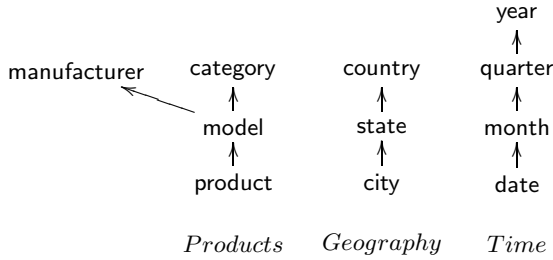 year
manufacturer category country quarter
model state month
product city date
Products Geography Time